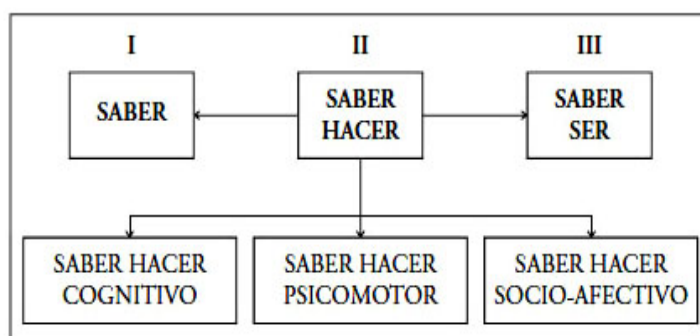 I
II
III
SABER
SABER
HACER
SABER
SER
SABER HACER
COGNITIVO
SABER HACER
PSICOMOTOR
SABER HACER
SOCIO-AFECTIVO